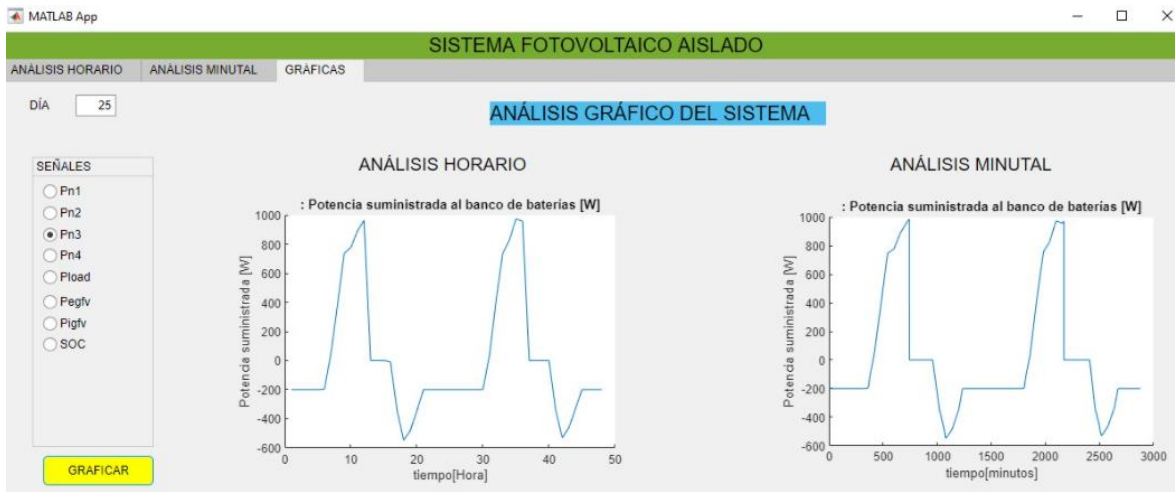 MATLAB App
SISTEMA FOTOVOLTAICO AISLADO
ANÁLISIS HORARIO ANÁLISIS MINUTAL GRÁFICAS
DÍA 25
ANÁLISIS GRÁFICO DEL SISTEMA
SEÑALES
Pn1
Pn2
Pn3
Pn4
Pload
Pegfv
Pigfv
SOC
GRAFICAR
ANÁLISIS HORARIO
: Potencia suministrada al banco de baterías [W]
Potencia suministrada [W]
1000
800
600
400
200
0
-200
-400
-600
0 10 20 30 40 50
tiempo[Hora]
ANÁLISIS MINUTAL
: Potencia suministrada al banco de baterías [W]
Potencia suministrada [W]
1000
800
600
400
200
0
-200
-400
-600
0 500 1000 1500 2000 2500 3000
tiempo[minutos]